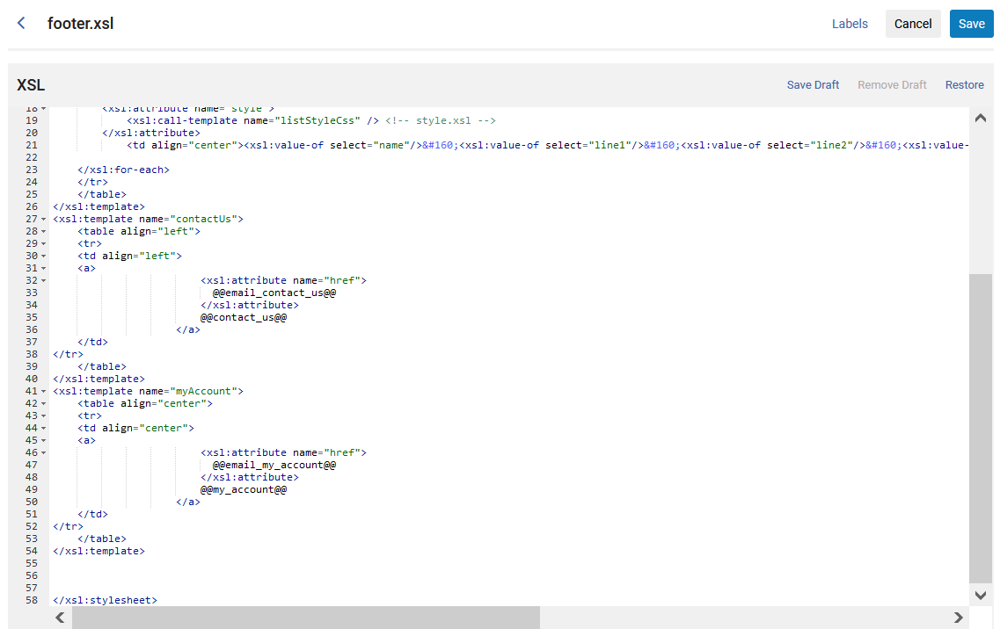 footer.xsl Labels Cancel Save
XSL Save Draft Remove Draft Restore
18 <xsl:attribute name="style">
19 <xsl:call-template name="listStyleCss" /> <!-- style.xsl -->
20 </xsl:attribute>
21 <td align="center"><xsl:value-of select="name"/>&#160;<xsl:value-of select="line1"/>&#160;<xsl:value-of select="line2"/>&#160;<xsl:value-
22
23 </xsl:for-each>
24 </tr>
25 </table>
26 </xsl:template>
27 <xsl:template name="contactUs">
28 <table align="left">
29 <tr>
30 <td align="left">
31 <a>
32 <xsl:attribute name="href">
33 @@email_contact_us@@
34 </xsl:attribute>
35 @@contact_us@@
36 </a>
37 </td>
38 </tr>
39 </table>
40 </xsl:template>
41 <xsl:template name="myAccount">
42 <table align="center">
43 <tr>
44 <td align="center">
45 <a>
46 <xsl:attribute name="href">
47 @@email_my_account@@
48 </xsl:attribute>
49 @@my_account@@
50 </a>
51 </td>
52 </tr>
53 </table>
54 </xsl:template>
55
56
57
58 </xsl:stylesheet>